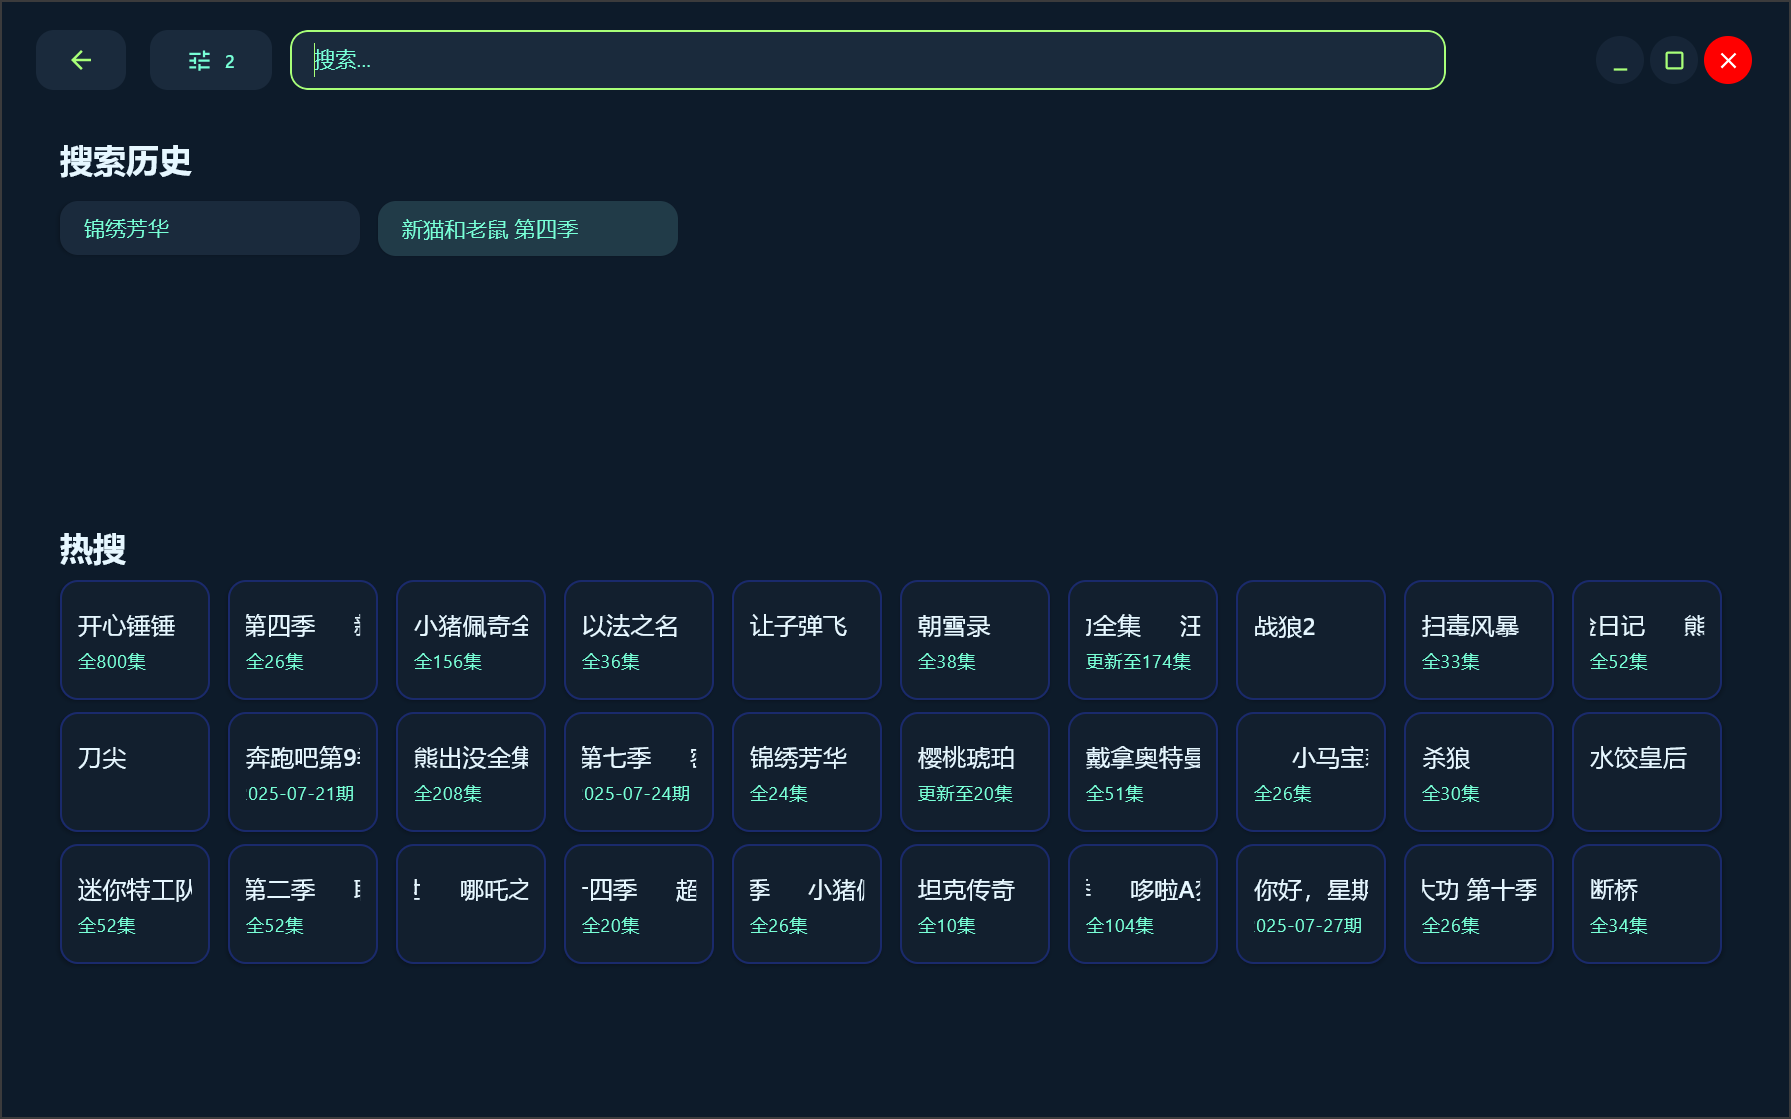 2
搜索...
搜索历史
锦绣芳华
新猫和老鼠 第四季
热搜
开心锤锤
全800集
第四季
全26集
小猪佩奇全
全156集
以法之名
全36集
让子弹飞
朝雪录
全38集
全集 汪
更新至174集
战狼2
扫毒风暴
全33集
日记 熊
全52集
刀尖
奔跑吧第9
025-07-21期
熊出没全集
全208集
第七季
025-07-24期
锦绣芳华
全24集
樱桃琥珀
更新至20集
戴拿奥特曼
全51集
小马宝
全26集
杀狼
全30集
水饺皇后
迷你特工队
全52集
第二季
全52集
哪吒之
四季 超
全20集
季 小猪
全26集
坦克传奇
全10集
哆啦A
全104集
你好，星期
025-07-27期
大功 第十季
全26集
断桥
全34集